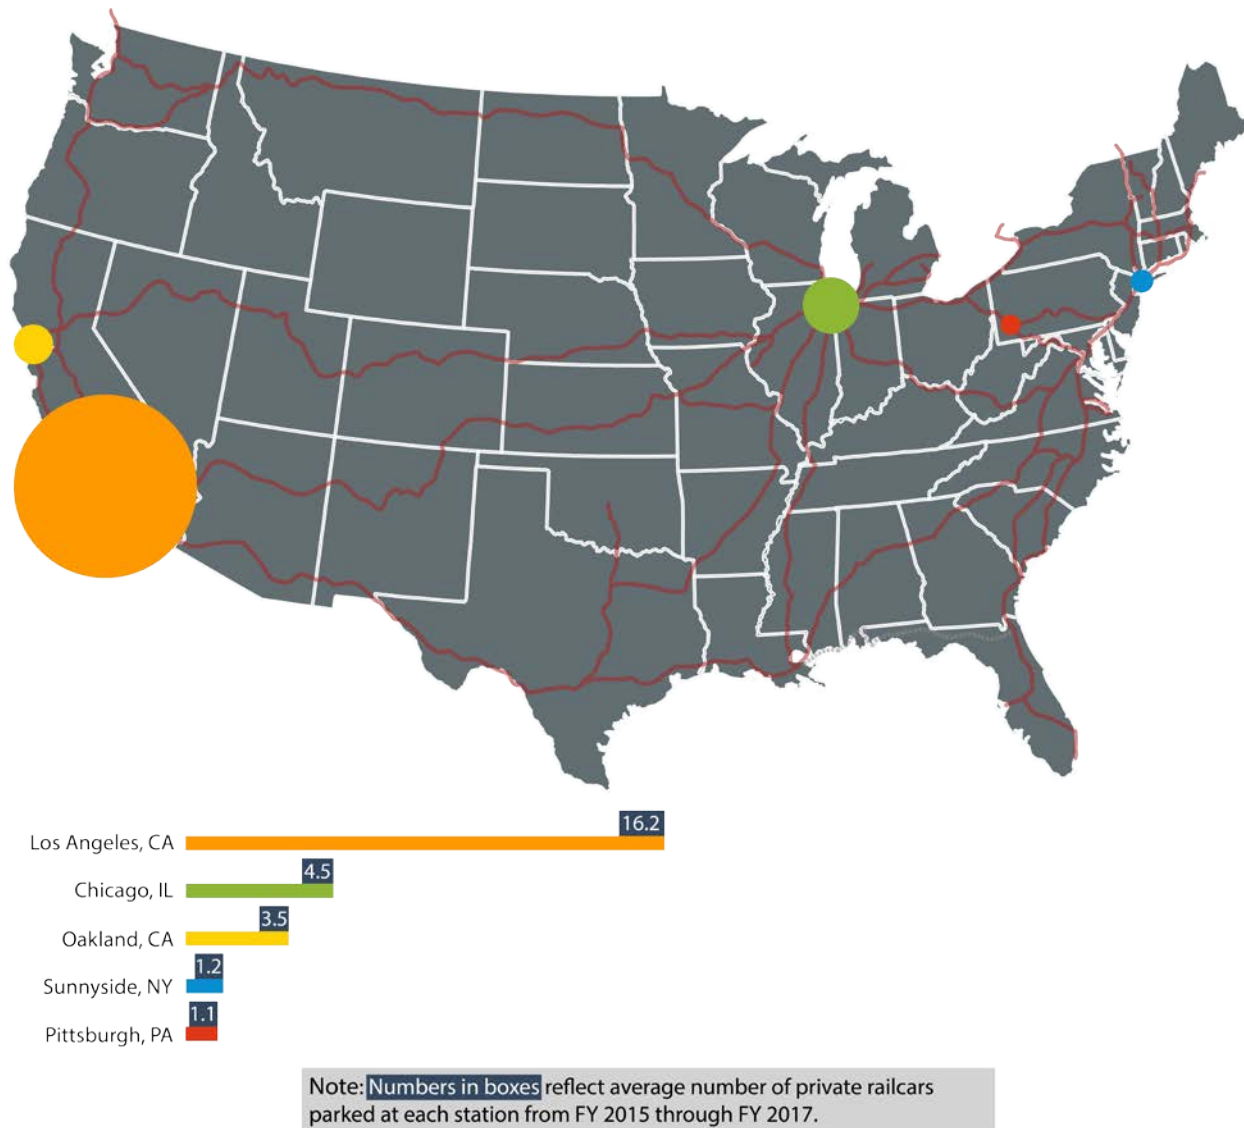 16.2
Los Angeles, CA
4.5
Chicago, IL
3.5
Oakland, CA
1.2
Sunnyside, NY
1.1
Pittsburgh, PA
Note: Numbers in boxes reflect average number of private railcars
parked at each station from FY 2015 through FY 2017.